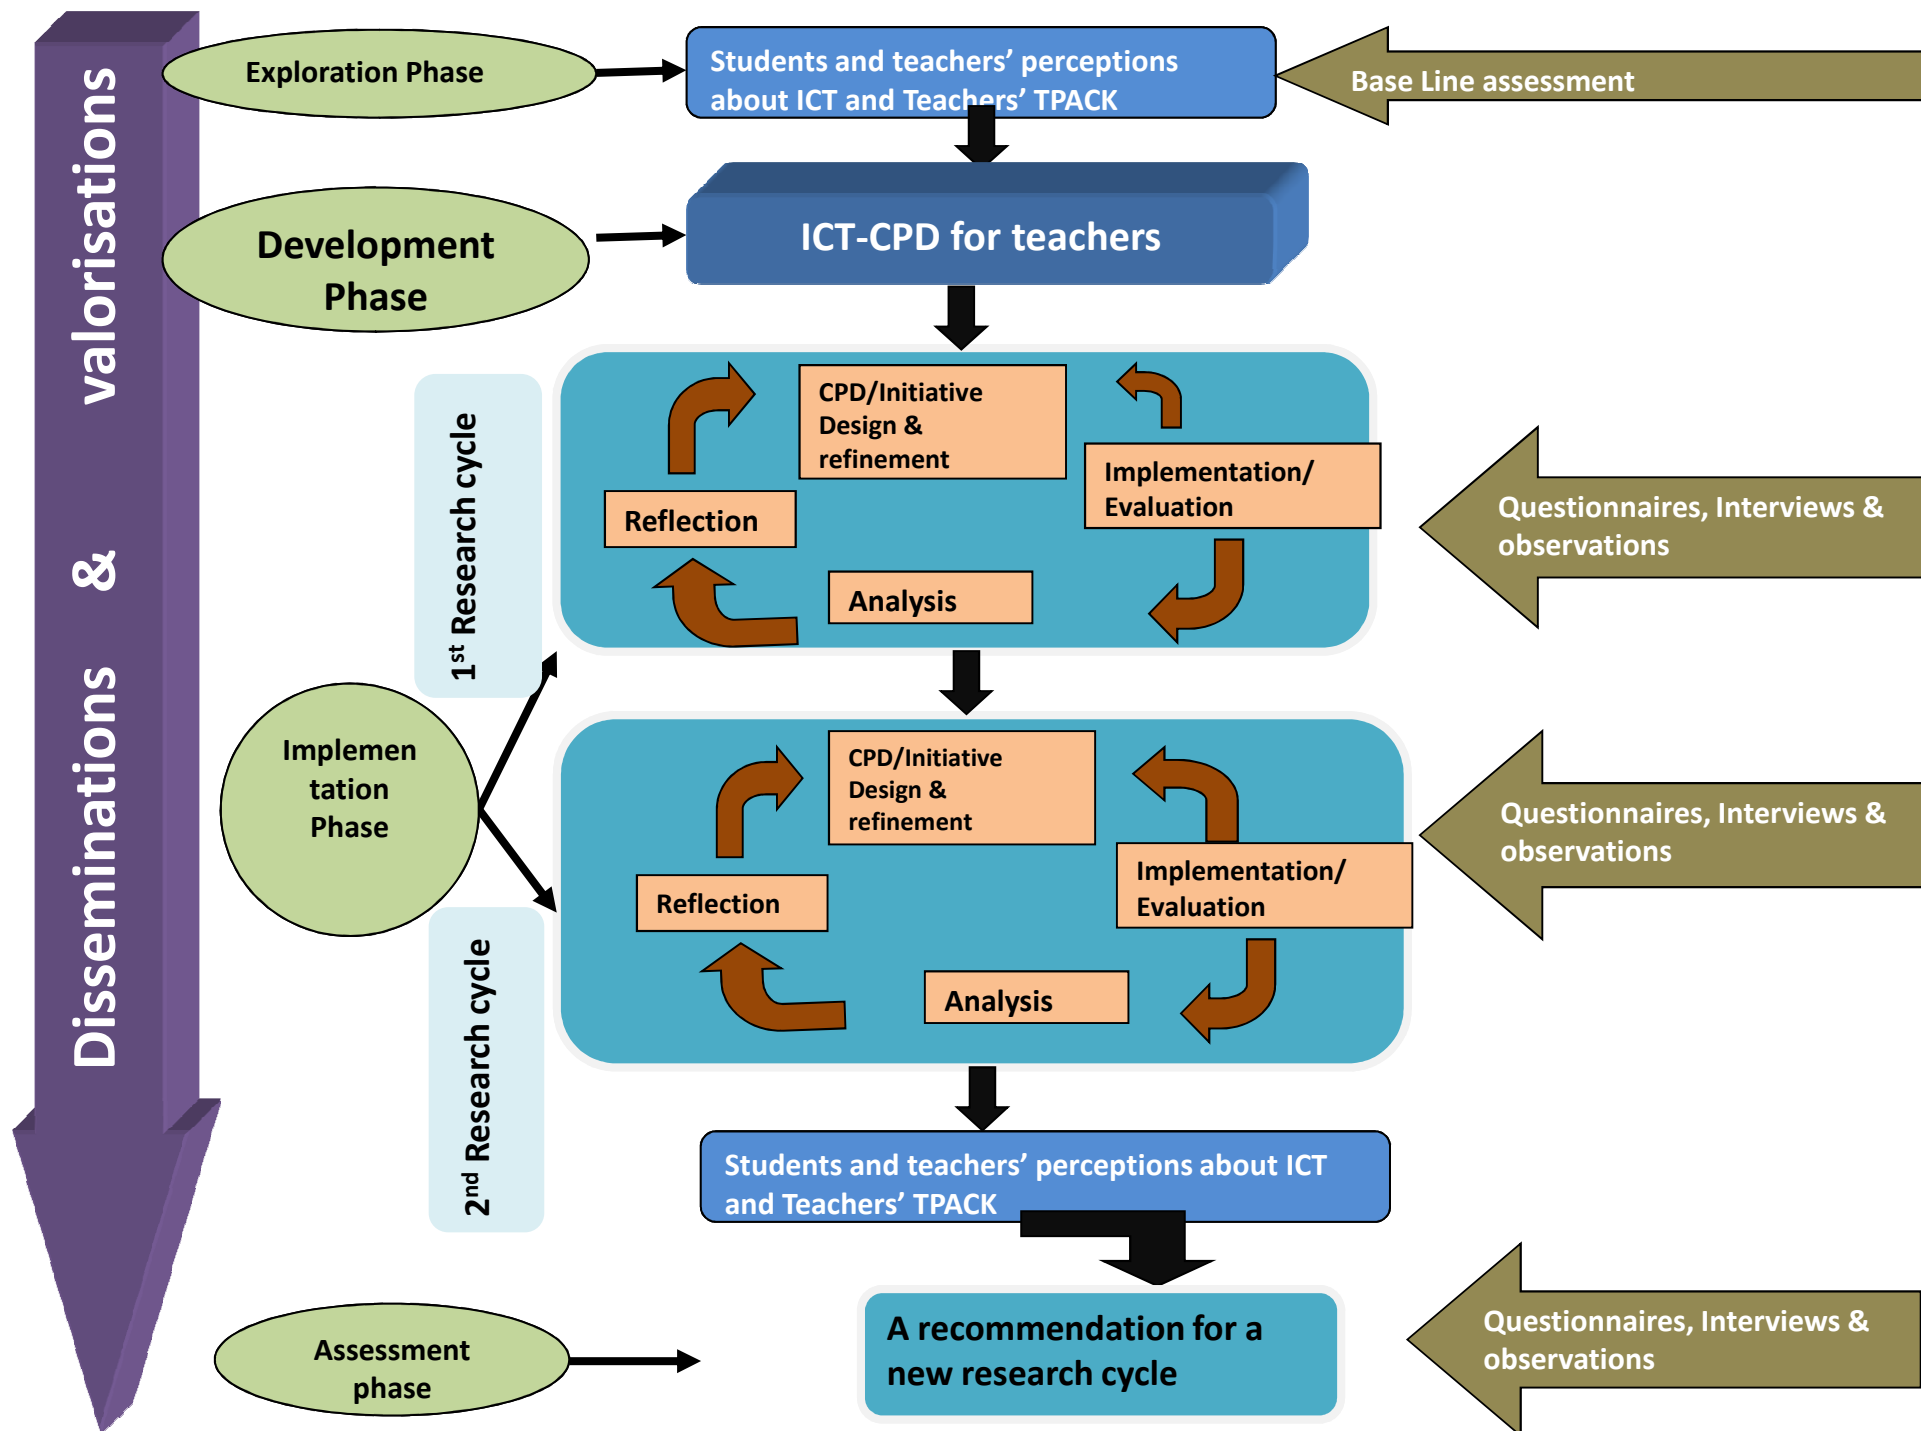 Disseminations & valorisations
Exploration Phase
Students and teachers’ perceptions
about ICT and Teachers’ TPACK
Base Line assessment
Development
Phase
ICT-CPD for teachers
1st Research cycle
CPD/Initiative
Design &
refinement
Implementation/
Evaluation
Reflection
Analysis
Questionnaires, Interviews &
observations
Implemen
tation
Phase
2nd Research cycle
CPD/Initiative
Design &
refinement
Implementation/
Evaluation
Reflection
Analysis
Questionnaires, Interviews &
observations
Students and teachers’ perceptions about ICT
and Teachers’ TPACK
Assessment
phase
A recommendation for a
new research cycle
Questionnaires, Interviews &
observations